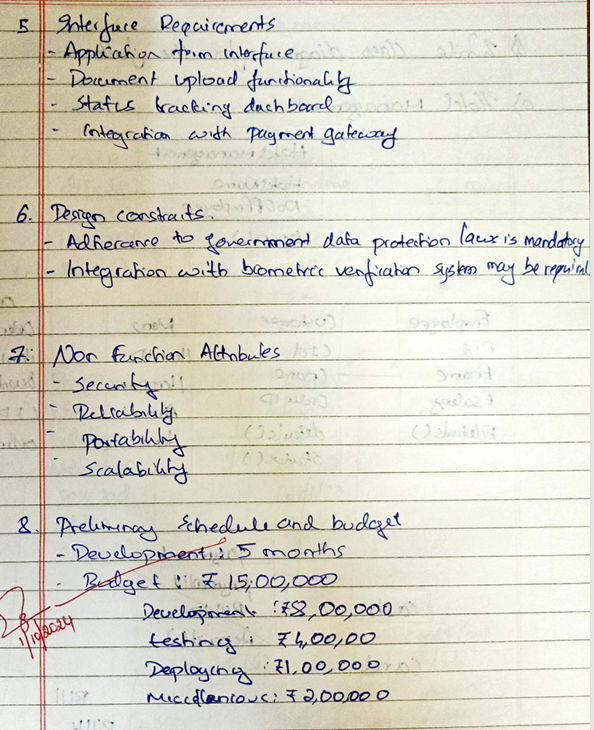 5. Interface Requirements
- Application form interface
- Document upload functionality
- Status tracking dashboard
- Integration with payment gateway
6. Design constraits.
- Adherance to government data protection laws is mandatory
- Integration with biometric verification system may be required
7. Non Function Attributes
- Security
- Reliability
- Portability
- Scalability
8. Preliminary Schedule and budget
- Development: 5 months
- Budget : ₹ 15,00,000
Development : ₹8,00,000
testing ₹4,00,00
Deploying : ₹1,00,000
Miscellaneous : ₹ 2,00,000
1/10/2024